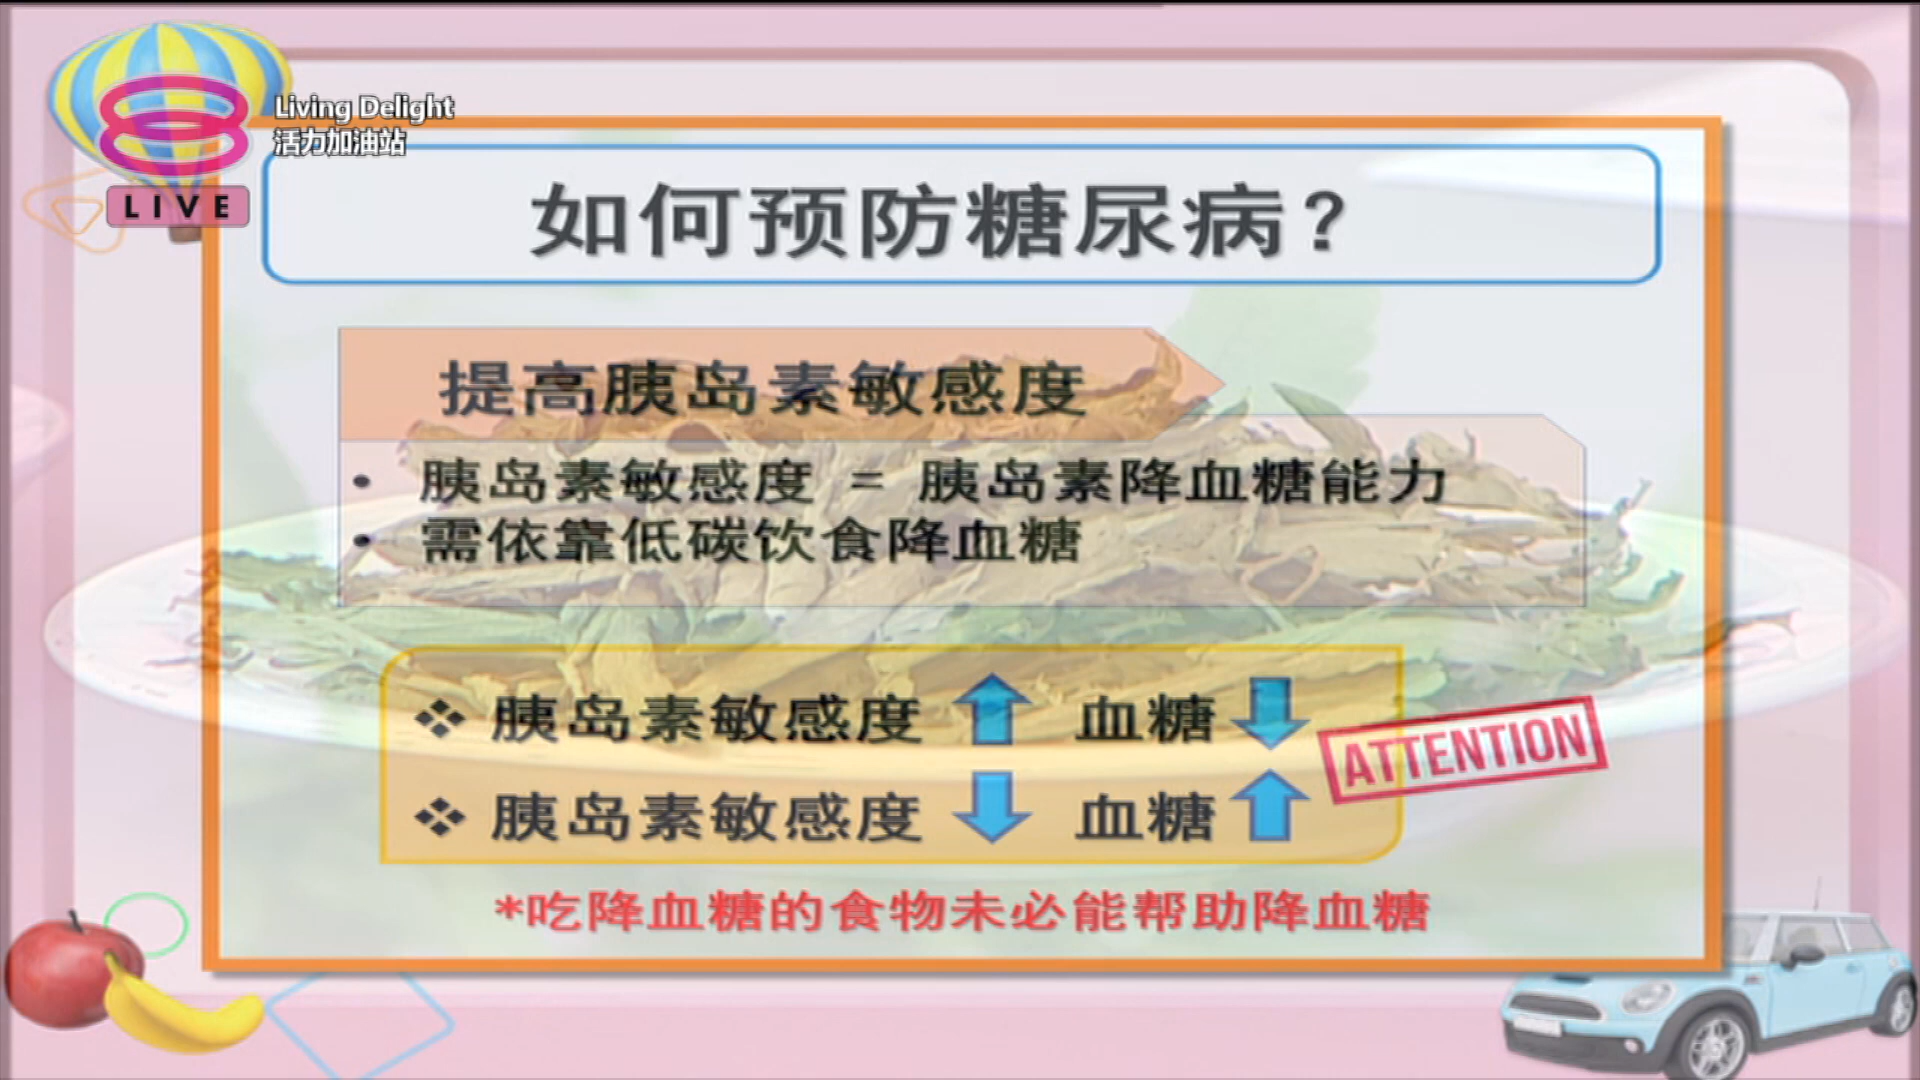 Living Delight
活力加油站
LIVE
如何预防糖尿病？
提高胰岛素敏感度
• 胰岛素敏感度 = 胰岛素降血糖能力
• 需依靠低碳饮食降血糖
❖ 胰岛素敏感度 ⬆ 血糖 ⬇
❖ 胰岛素敏感度 ⬇ 血糖 ⬆
ATTENTION
*吃降血糖的食物未必能帮助降血糖